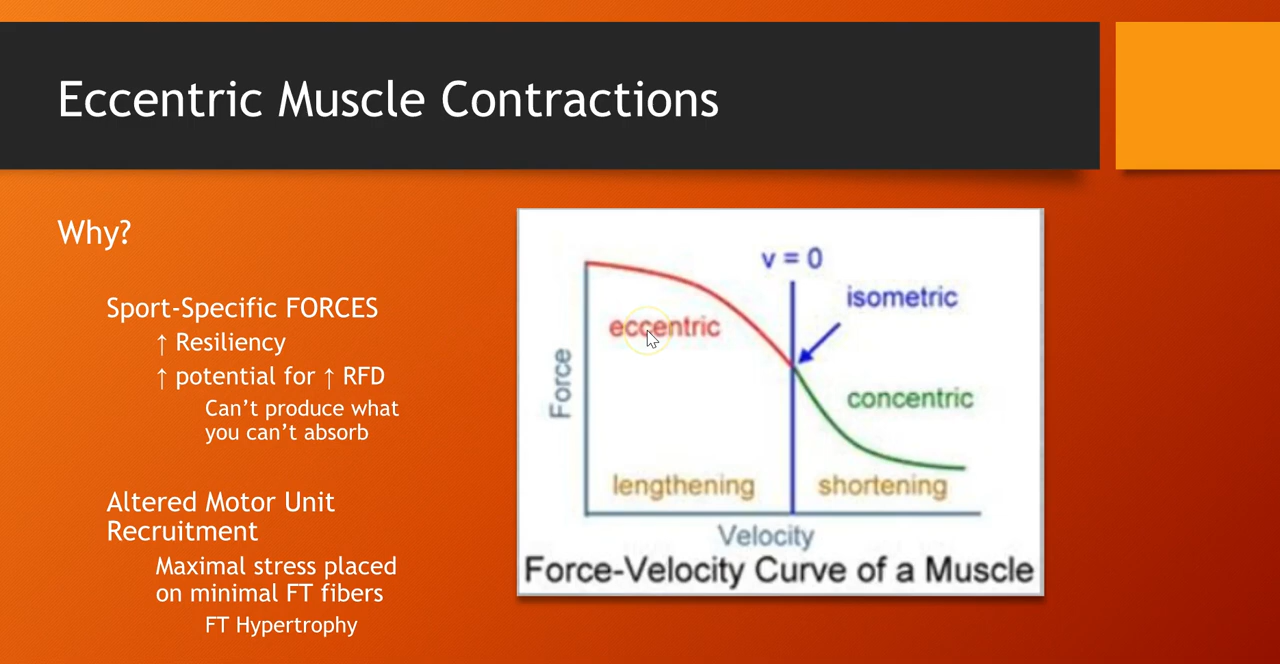 Eccentric Muscle Contractions
Why?
Sport-Specific FORCES
↑ Resiliency
↑ potential for ↑ RFD
Can’t produce what
you can’t absorb
Altered Motor Unit
Recruitment
Maximal stress placed
on minimal FT fibers
FT Hypertrophy
v = 0
isometric
eccentric
Force
concentric
lengthening
shortening
Velocity
Force-Velocity Curve of a Muscle